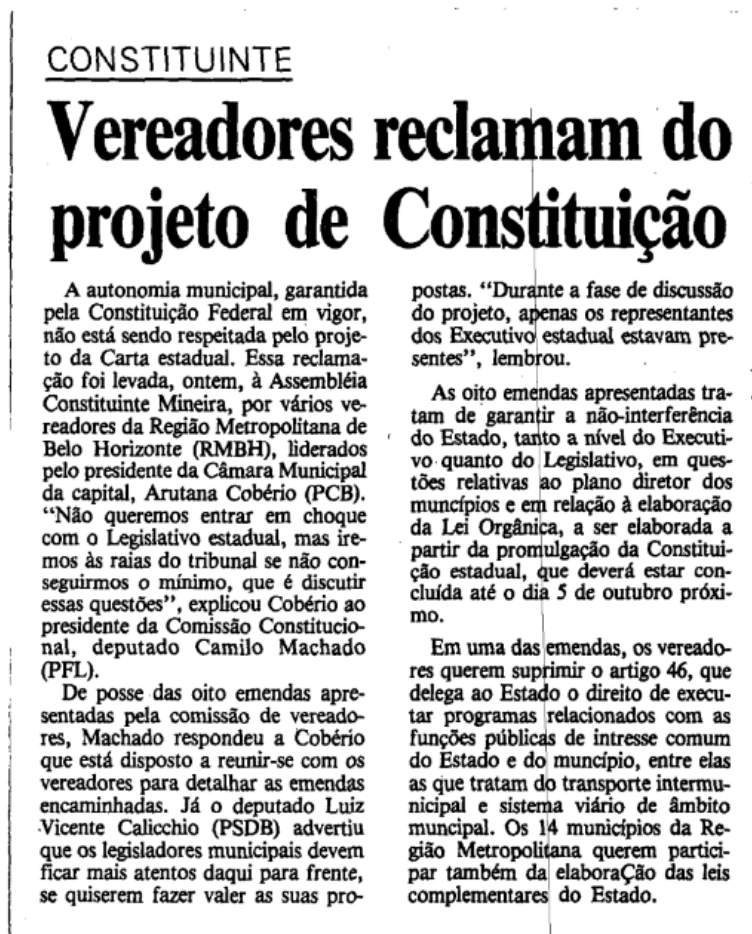 CONSTITUINTE
Vereadores reclamam do
projeto de Constituição
A autonomia municipal, garantida
pela Constituição Federal em vigor,
não está sendo respeitada pelo proje-
to da Carta estadual. Essa reclama-
ção foi levada, ontem, à Assembléia
Constituinte Mineira, por vários ve-
readores da Região Metropolitana de
Belo Horizonte (RMBH), liderados
pelo presidente da Câmara Municipal
da capital, Arutana Cobério (PCB).
“Não queremos entrar em choque
com o Legislativo estadual, mas ire-
mos às raias do tribunal se não con-
seguirmos o mínimo, que é discutir
essas questões”, explicou Cobério ao
presidente da Comissão Constitucio-
nal, deputado Camilo Machado
(PFL).
De posse das oito emendas apre-
sentadas pela comissão de vereado-
res, Machado respondeu a Cobério
que está disposto a reunir-se com os
vereadores para detalhar as emendas
encaminhadas. Já o deputado Luiz
Vicente Calicchio (PSDB) advertiu
que os legisladores municipais devem
ficar mais atentos daqui para frente,
se quiserem fazer valer as suas pro-
postas. “Durante a fase de discussão
do projeto, apenas os representantes
dos Executivo estadual estavam pre-
sentes”, lembrou.
As oito emendas apresentadas tra-
tam de garantir a não-interferência
do Estado, tanto a nível do Executi-
vo quanto do Legislativo, em ques-
tões relativas ao plano diretor dos
muncípios e em relação à elaboração
da Lei Orgânica, a ser elaborada a
partir da promulgação da Constitui-
ção estadual, que deverá estar con-
cluída até o dia 5 de outubro próxi-
mo.
Em uma das emendas, os vereado-
res querem suprimir o artigo 46, que
delega ao Estado o direito de execu-
tar programas relacionados com as
funções públicas de intresse comum
do Estado e do muncípio, entre elas
as que tratam do transporte intermu-
nicipal e sistema viário de âmbito
muncipal. Os 14 municípios da Re-
gião Metropolitana querem partici-
par também da elaboraÇão das leis
complementares do Estado.